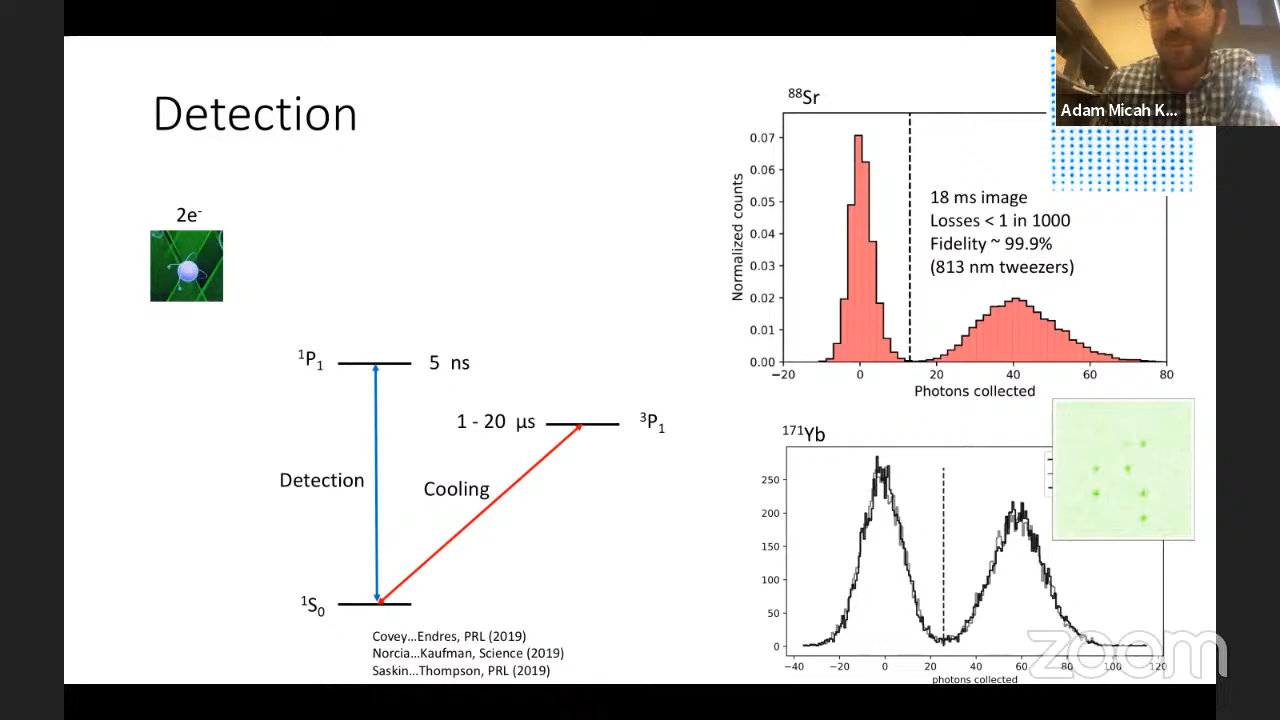 Detection
2e-
¹P₁
5 ns
1 - 20 µs
³P₁
Detection
Cooling
¹S₀
Covey...Endres, PRL (2019)
Norcia...Kaufman, Science (2019)
Saskin...Thompson, PRL (2019)
⁸⁸Sr
Adam Micah K...
Normalized counts
0.07
0.06
0.05
0.04
0.03
0.02
0.01
0.00
18 ms image
Losses < 1 in 1000
Fidelity ~ 99.9%
(813 nm tweezers)
−20 0 20 40 60 80
Photons collected
¹⁷¹Yb
250
200
150
100
50
0
−40 −20 0 20 40 60 80 100 120
photons collected
zoom